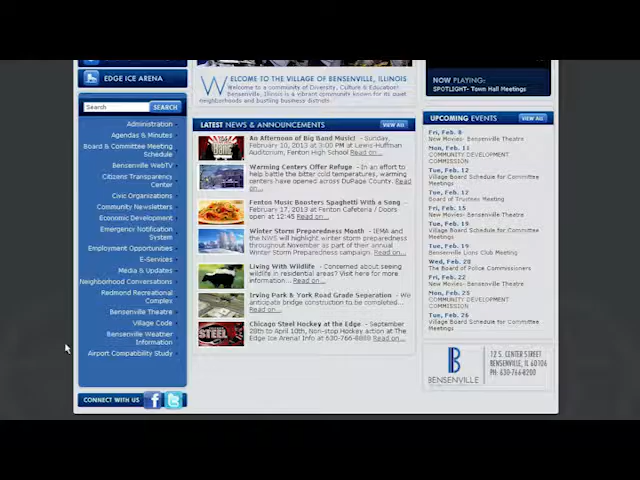 EDGE ICE ARENA
Search
SEARCH
Administration
Agendas & Minutes
Board & Committee Meeting
Schedule
Bensenville WebTV
Citizens Transparency
Center
Civic Organizations
Community Newsletters
Economic Development
Emergency Notification
System
Employment Opportunities
E-Services
Media & Updates
Neighborhood Conversations
Redmond Recreational
Complex
Bensenville Theatre
Village Code
Bensenville Weather
Information
Airport Compatibility Study
CONNECT WITH US
WELCOME TO THE VILLAGE OF BENSENVILLE, ILLINOIS
Welcome to a community of Diversity, Culture & Education!
Bensenville, Illinois is a vibrant community known for its quiet
neighborhoods and bustling business districts.
LATEST NEWS & ANNOUNCEMENTS
VIEW ALL
An Afternoon of Big Band Music! - Sunday,
February 10, 2013 at 3:00 PM at Lewis-Huffman
Auditorium, Fenton High School Read on...
Warming Centers Offer Refuge - In an effort to
help battle the bitter cold temperatures, warming
centers have opened across DuPage County. Read
on...
Fenton Music Boosters Spaghetti With a Song -
February 17, 2013 at Fenton Cafeteria / Doors
open at 12:45 Read on...
Winter Storm Preparedness Month - IEMA and
the NWS will highlight winter storm preparedness
throughout November as part of their annual
Winter Storm Preparedness campaign. Read on...
Living With Wildlife - Concerned about seeing
wildlife in residential areas? Visit here for more
information... Read on...
Irving Park & York Road Grade Separation - We
anticipate bridge construction to be completed...
Read on...
STEEL
Chicago Steel Hockey at the Edge - September
28th to April 10th, Non-stop Hockey action at The
Edge Ice Arena! Info at 630-766-8888 Read on...
NOW PLAYING:
SPOTLIGHT- Town Hall Meetings
UPCOMING EVENTS
VIEW ALL
Fri, Feb. 8
New Movies- Bensenville Theatre
Mon, Feb. 11
COMMUNITY DEVELOPMENT
COMMISSION
Tue, Feb. 12
Village Board Schedule for Committee
Meetings
Tue, Feb. 12
Board of Trustees Meeting
Fri, Feb. 15
New Movies- Bensenville Theatre
Tue, Feb. 19
Village Board Schedule for Committee
Meetings
Tue, Feb. 19
Bensenville Lions Club Meeting
Wed, Feb. 20
The Board of Police Commissioners
Fri, Feb. 22
New Movies- Bensenville Theatre
Mon, Feb. 25
COMMUNITY DEVELOPMENT
COMMISSION
Tue, Feb. 26
Village Board Schedule for Committee
Meetings
BENSENVILLE
12 S. CENTER STREET
BENSENVILLE, IL 60106
PH: 630-766-8200